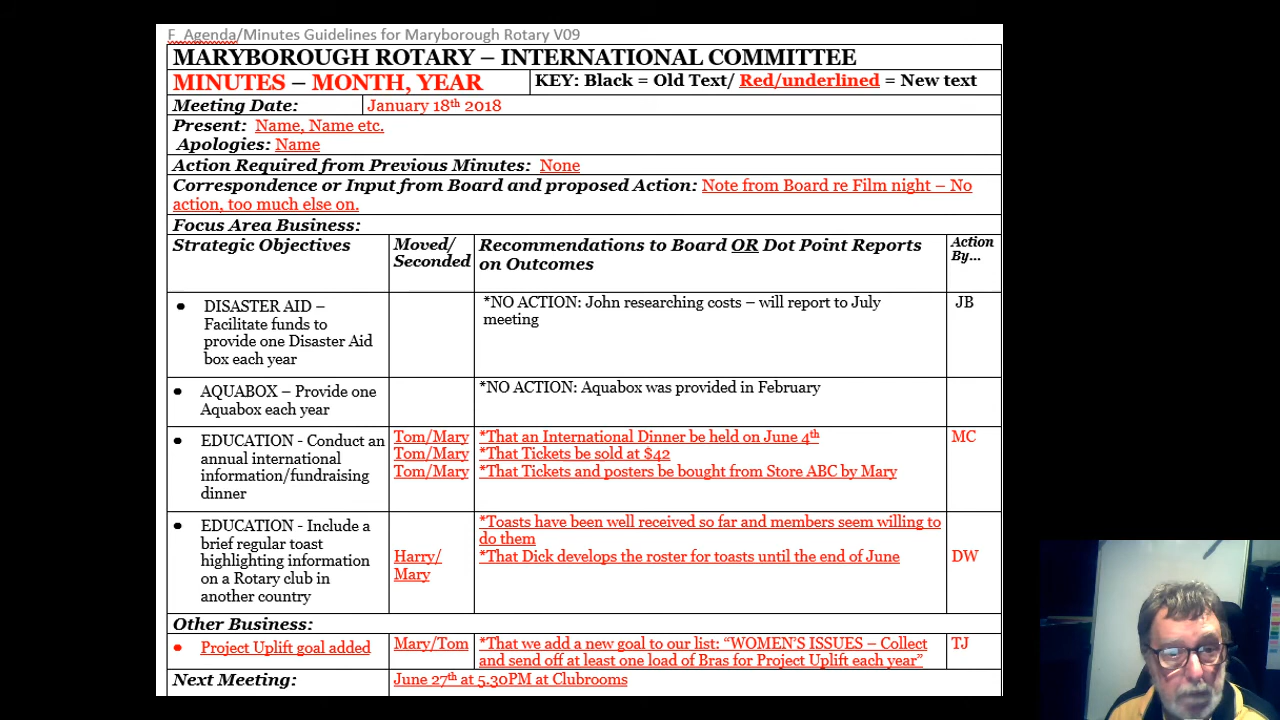 F_Agenda/Minutes Guidelines for Maryborough Rotary V09
MARYBOROUGH ROTARY – INTERNATIONAL COMMITTEE
MINUTES – MONTH, YEAR KEY: Black = Old Text/ Red/underlined = New text
Meeting Date: January 18th 2018
Present: Name, Name etc.
Apologies: Name
Action Required from Previous Minutes: None
Correspondence or Input from Board and proposed Action: Note from Board re Film night – No
action, too much else on.
Focus Area Business:
Strategic Objectives
Moved/
Seconded
Recommendations to Board OR Dot Point Reports
on Outcomes
Action
By...
• DISASTER AID –
Facilitate funds to
provide one Disaster Aid
box each year
*NO ACTION: John researching costs – will report to July
meeting
JB
• AQUABOX – Provide one
Aquabox each year
*NO ACTION: Aquabox was provided in February
• EDUCATION - Conduct an
annual international
information/fundraising
dinner
Tom/Mary
Tom/Mary
Tom/Mary
*That an International Dinner be held on June 4th
*That Tickets be sold at $42
*That Tickets and posters be bought from Store ABC by Mary
MC
• EDUCATION - Include a
brief regular toast
highlighting information
on a Rotary club in
another country
Harry/
Mary
*Toasts have been well received so far and members seem willing to
do them
*That Dick develops the roster for toasts until the end of June
DW
Other Business:
• Project Uplift goal added
Mary/Tom
*That we add a new goal to our list: “WOMEN’S ISSUES – Collect
and send off at least one load of Bras for Project Uplift each year”
TJ
Next Meeting: June 27th at 5.30PM at Clubrooms